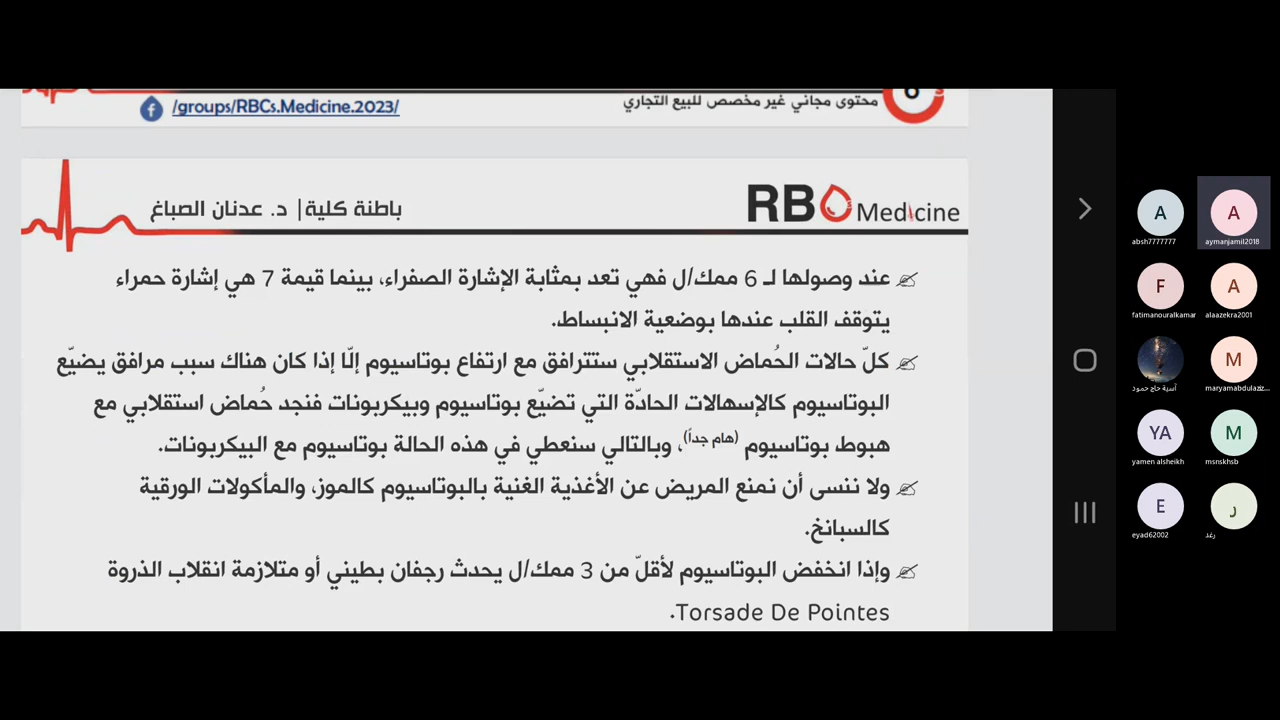 /groups/RBCs.Medicine.2023/
محتوى مجاني غير مخصص للبيع التجاري
باطنة كلية| د. عدنان الصباغ
RBC Medicine
عند وصولها لـ 6 ممك/ل فهي تعد بمثابة الإشارة الصفراء، بينما قيمة 7 هي إشارة حمراء
يتوقف القلب عندها بوضعية الانبساط.
كلّ حالات الحُماض الاستقلابي ستترافق مع ارتفاع بوتاسيوم إلّا إذا كان هناك سبب مرافق يضيّع
البوتاسيوم كالإسهالات الحادّة التي تضيّع بوتاسيوم وبيكربونات فنجد حُماض استقلابي مع
هبوط بوتاسيوم (هام جداً)، وبالتالي سنعطي في هذه الحالة بوتاسيوم مع البيكربونات.
ولا ننسى أن نمنع المريض عن الأغذية الغنية بالبوتاسيوم كالموز، والمأكولات الورقية
كالسبانخ.
وإذا انخفض البوتاسيوم لأقلّ من 3 ممك/ل يحدث رجفان بطيني أو متلازمة انقلاب الذروة
Torsade De Pointes.
A
absh7777777
A
aymanjamil2018
F
fatimanouralkamar
A
alaazekra2001
آسية حاج حمود
M
maryamabdulaziz...
YA
yamen alsheikh
M
msnskhsb
E
eyad62002
ر
رغد